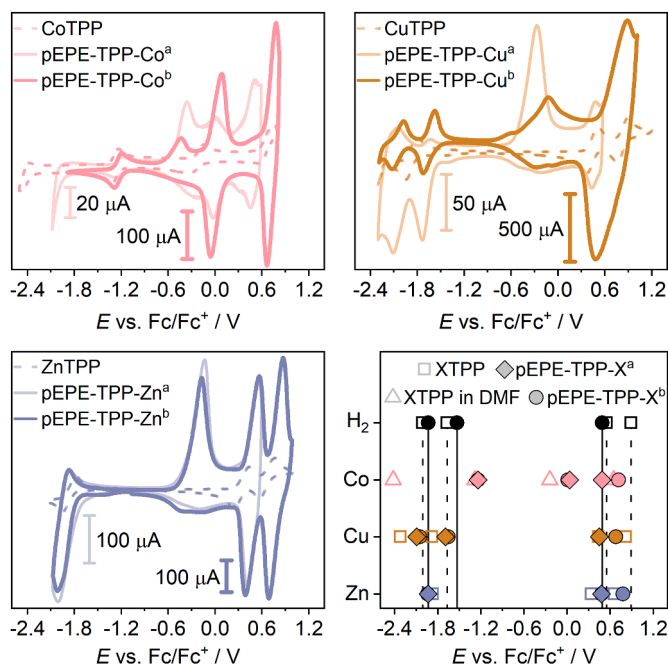 CoTPP
pEPE-TPP-Coᵃ
pEPE-TPP-Coᵇ
20 μA
100 μA
-2.4 -1.8 -1.2 -0.6 0.0 0.6 1.2
E vs. Fc/Fc⁺ / V
CuTPP
pEPE-TPP-Cuᵃ
pEPE-TPP-Cuᵇ
50 μA
500 μA
-2.4 -1.8 -1.2 -0.6 0.0 0.6 1.2
E vs. Fc/Fc⁺ / V
ZnTPP
pEPE-TPP-Znᵃ
pEPE-TPP-Znᵇ
100 μA
100 μA
-2.4 -1.8 -1.2 -0.6 0.0 0.6 1.2
E vs. Fc/Fc⁺ / V
XTPP pEPE-TPP-Xᵃ
XTPP in DMF pEPE-TPP-Xᵇ
H₂
Co
Cu
Zn
-2.4 -1.8 -1.2 -0.6 0.0 0.6 1.2
E vs. Fc/Fc⁺ / V